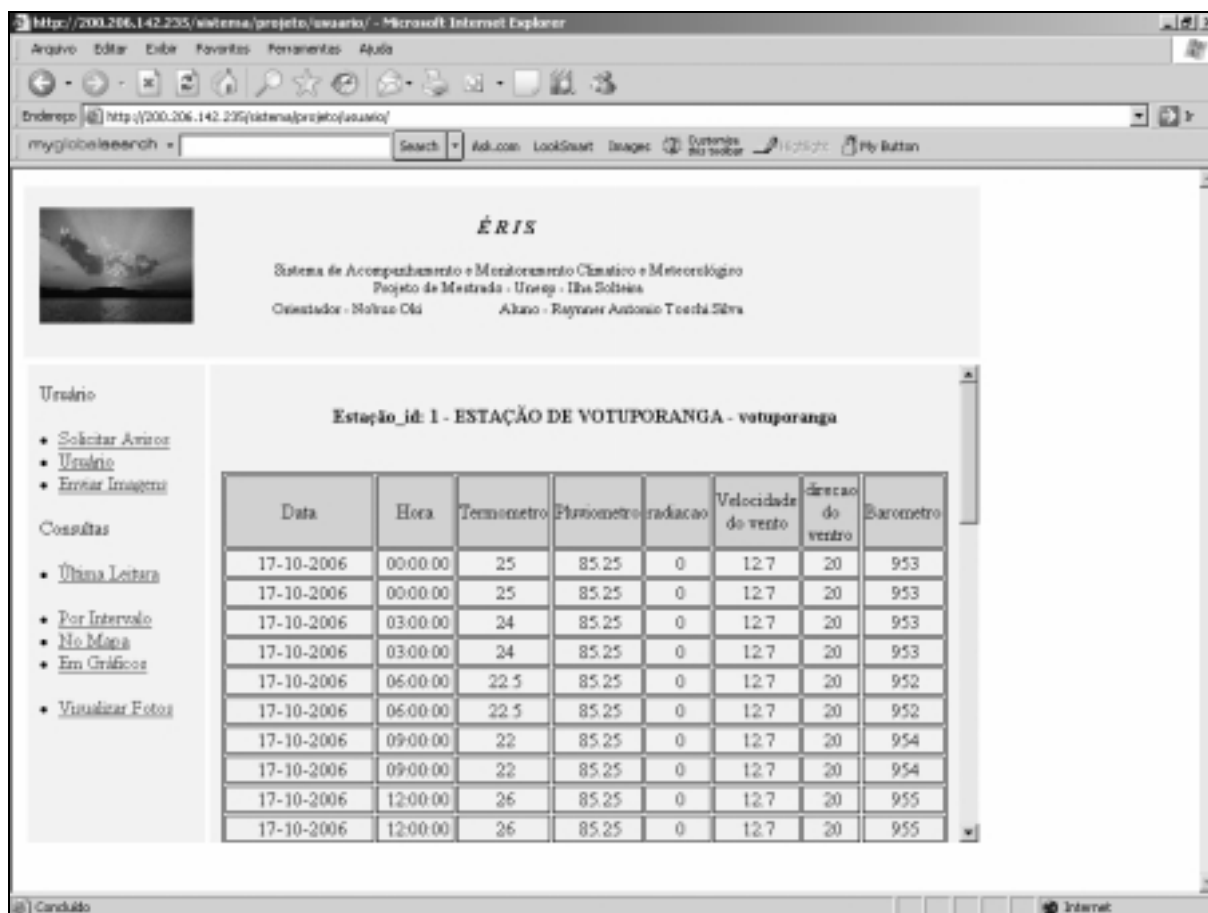 http://200.206.142.235/sistema/projeto/usuario/ - Microsoft Internet Explorer
Arquivo Editar Exibir Favoritos Ferramentas Ajuda
Endereço http://200.206.142.235/sistema/projeto/usuario/ Ir
myglobalsearch Search Ask.com LookSmart Images Customize this toolbar Highlight My Button
ÉRIS
Sistema de Acompanhamento e Monitoramento Climatico e Meteorológico
Projeto de Mestrado - Unesp - Ilha Solteira
Orientador - Nobuo Oki Aluno - Raynner Antonio Toschi Silva
Usuário
Solicitar Avisos
Usuário
Enviar Imagens
Consultas
Última Leitura
Por Intervalo
No Mapa
Em Gráficos
Visualizar Fotos
Estação_id: 1 - ESTAÇÃO DE VOTUPORANGA - votuporanga
Data Hora Termometro Pluviometro radiacao Velocidade do vento direcao do ventro Barometro
17-10-2006 00:00:00 25 85.25 0 12.7 20 953
17-10-2006 00:00:00 25 85.25 0 12.7 20 953
17-10-2006 03:00:00 24 85.25 0 12.7 20 953
17-10-2006 03:00:00 24 85.25 0 12.7 20 953
17-10-2006 06:00:00 22.5 85.25 0 12.7 20 952
17-10-2006 06:00:00 22.5 85.25 0 12.7 20 952
17-10-2006 09:00:00 22 85.25 0 12.7 20 954
17-10-2006 09:00:00 22 85.25 0 12.7 20 954
17-10-2006 12:00:00 26 85.25 0 12.7 20 955
17-10-2006 12:00:00 26 85.25 0 12.7 20 955
Concluído Internet